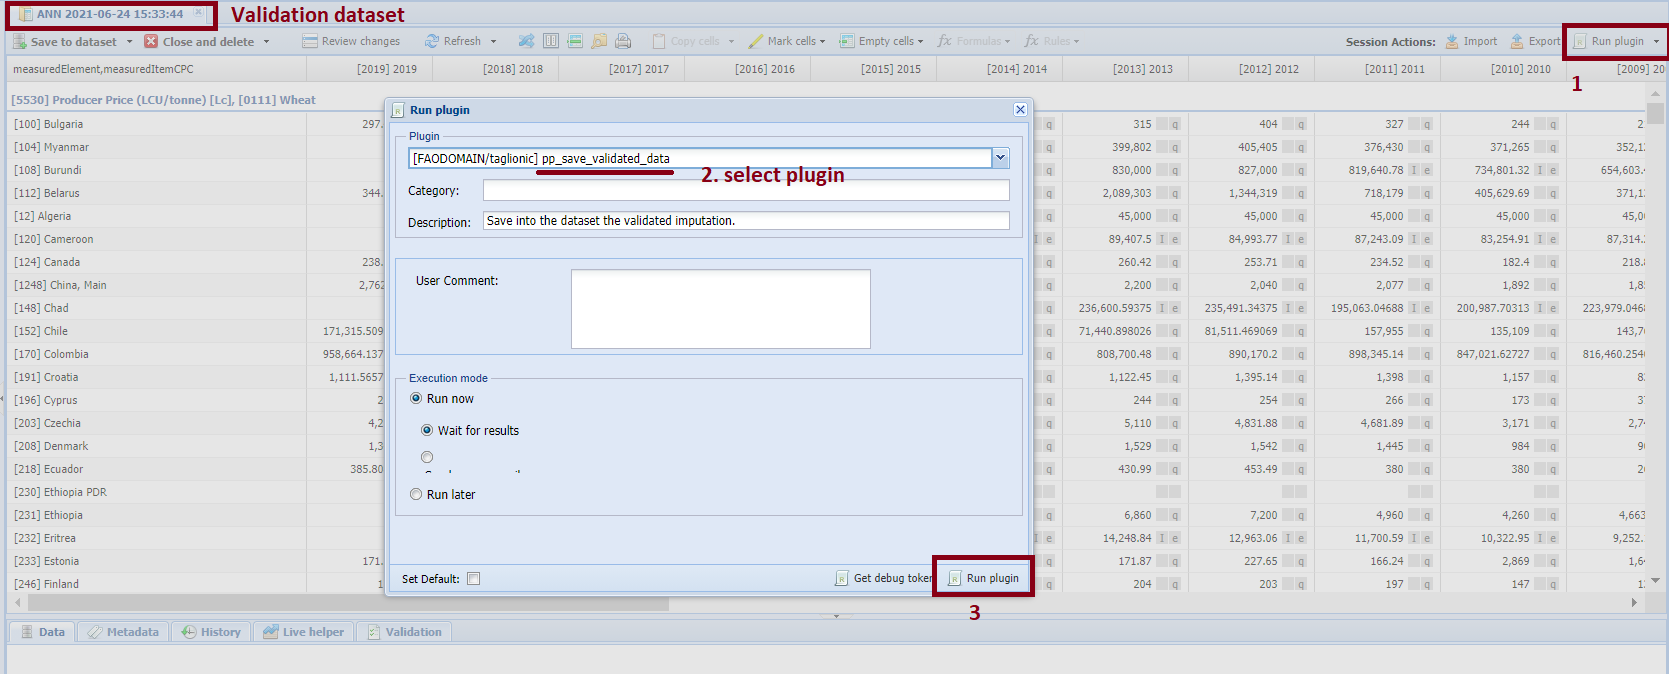 ANN 2021-06-24 15:33:44 Validation dataset
Save to dataset Close and delete Review changes Refresh Copy cells Mark cells Empty cells fx Formulas fx Rules Session Actions: Import Export Run plugin
1
measuredElement,measuredItemCPC [2019] 2019 [2018] 2018 [2017] 2017 [2016] 2016 [2015] 2015 [2014] 2014 [2013] 2013 [2012] 2012 [2011] 2011 [2010] 2010 [2009] 20
[5530] Producer Price (LCU/tonne) [Lc], [0111] Wheat
Run plugin
Plugin
[FAODOMAIN/taglionic] pp_save_validated_data
2. select plugin
Category:
Description: Save into the dataset the validated imputation.
User Comment:
Execution mode
Run now
Wait for results
Run later
Set Default: Get debug token Run plugin
3
[100] Bulgaria 297. q 315 q 404 q 327 q 244 q 2
[104] Myanmar q 399,802 q 405,405 q 376,430 q 371,265 q 352,1
[108] Burundi q 830,000 q 827,000 q 819,640.78 I e 734,801.32 I e 654,603.
[112] Belarus 344. q 2,089,303 q 1,344,319 q 718,179 q 405,629.69 q 371,1
[12] Algeria q 45,000 q 45,000 q 45,000 q 45,000 q 45,0
[120] Cameroon I e 89,407.5 I e 84,993.77 I e 87,243.09 I e 83,254.91 I e 87,314.
[124] Canada 238. q 260.42 q 253.71 q 234.52 q 182.4 q 218.
[1248] China, Main 2,762 q 2,200 q 2,040 q 2,077 q 1,892 q 1,8
[148] Chad I e 236,600.59375 I e 235,491.34375 I e 195,063.04688 I e 200,987.70313 I e 223,979.046
[152] Chile 171,315.509 q 71,440.898026 q 81,511.469069 q 157,955 q 135,109 q 143,7
[170] Colombia 958,664.137 q 808,700.48 q 890,170.2 q 898,345.14 q 847,021.62727 q 816,460.254
[191] Croatia 1,111.5657 q 1,122.45 q 1,395.14 q 1,398 q 1,157 q 8
[196] Cyprus 2 q 244 q 254 q 266 q 173 q 3
[203] Czechia 4,2 q 5,110 q 4,831.88 q 4,681.89 q 3,171 q 2,7
[208] Denmark 1,3 q 1,529 q 1,542 q 1,445 q 984 q 9
[218] Ecuador 385.80 q 430.99 q 453.49 q 380 q 380 q 2
[230] Ethiopia PDR
[231] Ethiopia q 6,860 q 7,200 q 4,960 q 4,260 q 4,663
[232] Eritrea I e 14,248.84 I e 12,963.06 I e 11,700.59 I e 10,322.95 I e 9,252.
[233] Estonia 171. q 171.87 q 227.65 q 166.24 q 2,869 q 1,6
[246] Finland 1 q 204 q 203 q 197 q 147 q 1
Data Metadata History Live helper Validation